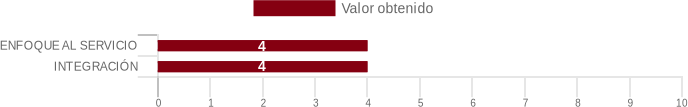 Valor obtenido
ENFOQUE AL SERVICIO 4
INTEGRACIÓN 4
0 1 2 3 4 5 6 7 8 9 10